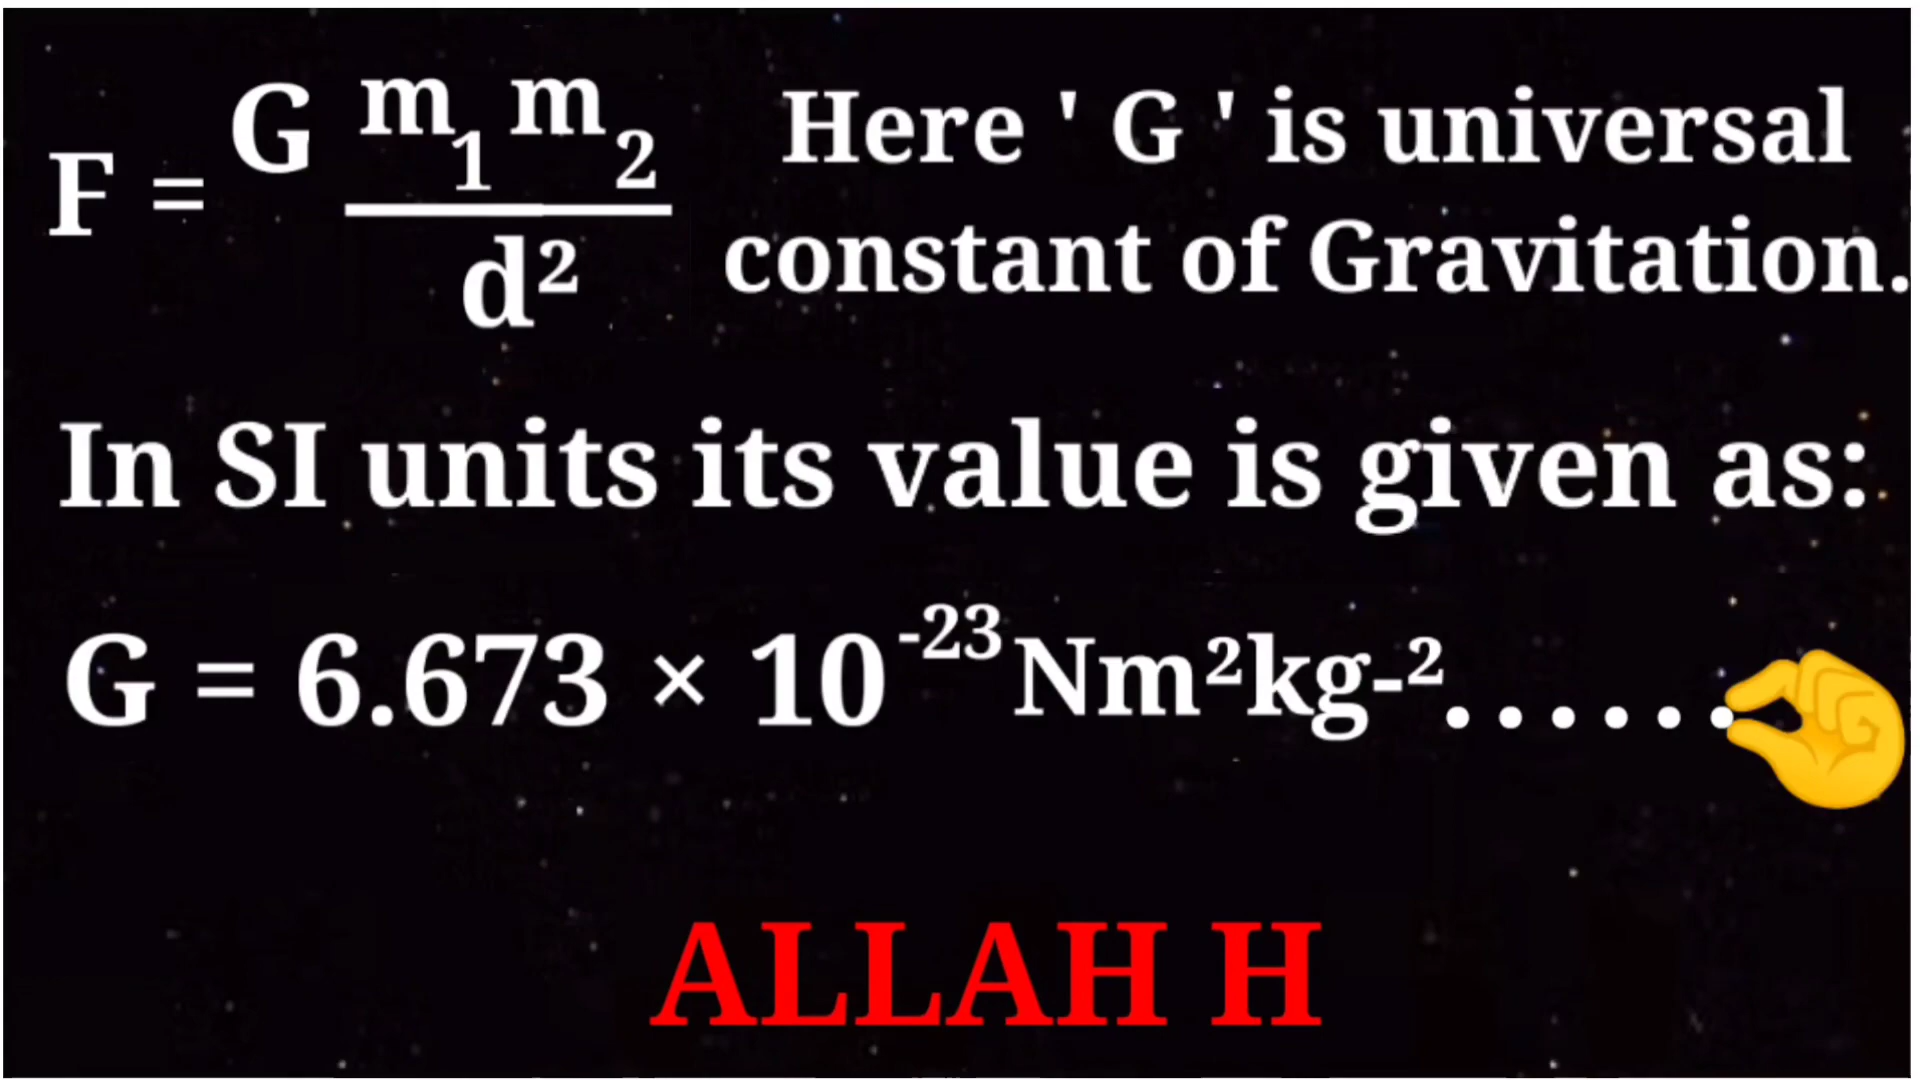 F = G m₁ m₂ / d²
Here ' G ' is universal
constant of Gravitation.
In SI units its value is given as:
G = 6.673 × 10⁻²³ Nm²kg-²......
ALLAH H